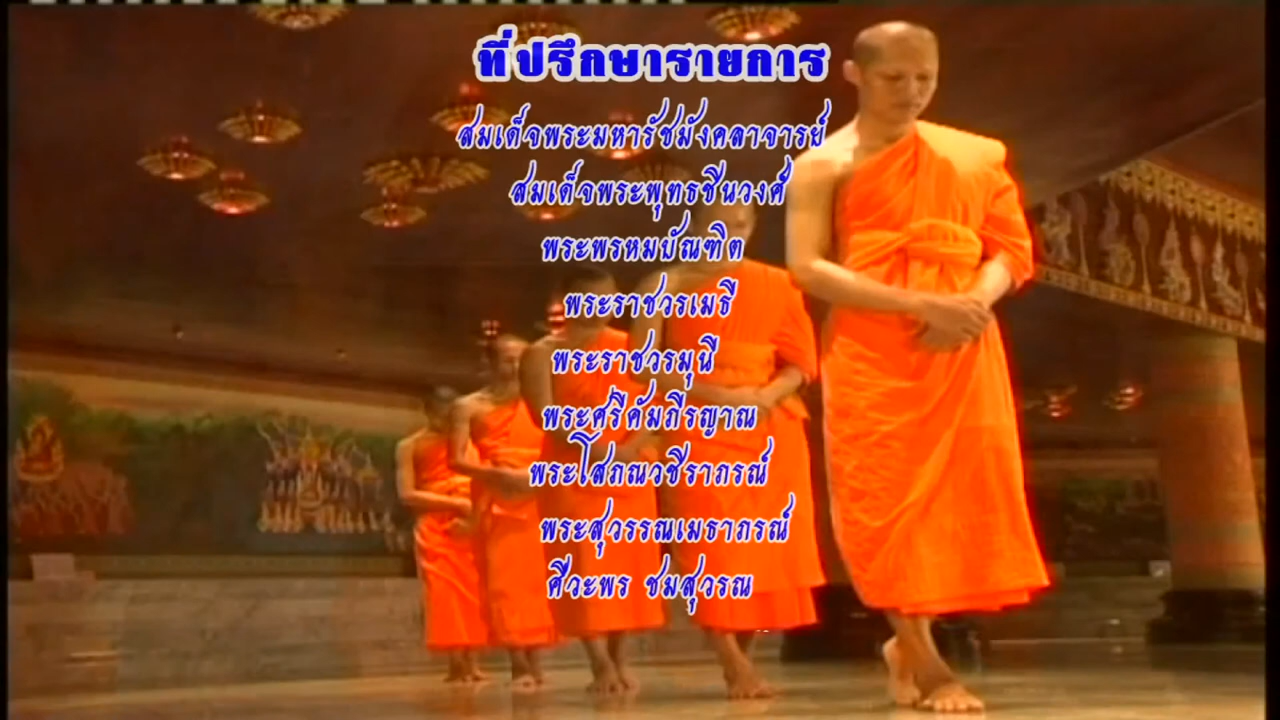 ที่ปรึกษารายการ
สมเด็จพระมหารัชมังคลาจารย์
สมเด็จพระพุทธชินวงศ์
พระพรหมบัณฑิต
พระราชวรเมธี
พระราชวรมุนี
พระศรีคัมภีรญาณ
พระโสภณวชิราภรณ์
พระสุวรรณเมธาภรณ์
ศิวะพร ชมสุวรณ